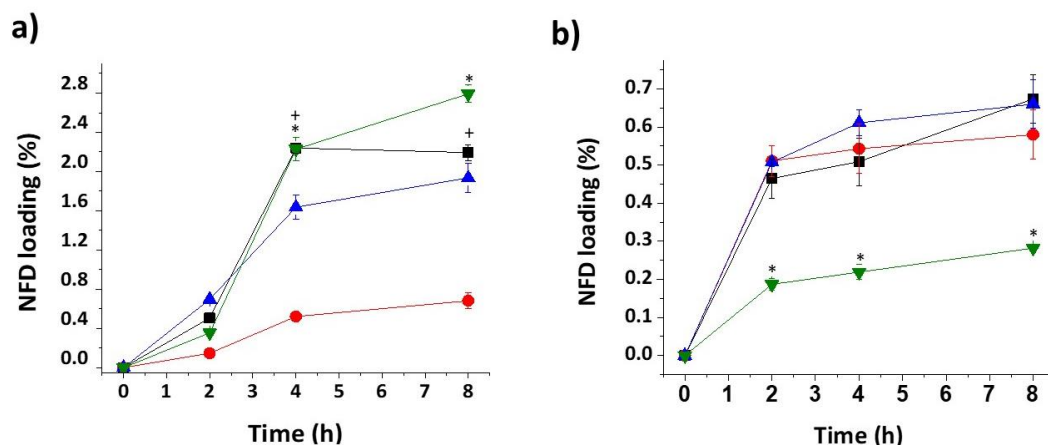 a)
NFD loading (%)
2.8
2.4
2.0
1.6
1.2
0.8
0.4
0.0
+
*
*
+
0 1 2 3 4 5 6 7 8
Time (h)
b)
NFD loading (%)
0.7
0.6
0.5
0.4
0.3
0.2
0.1
0.0
* * *
0 1 2 3 4 5 6 7 8
Time (h)